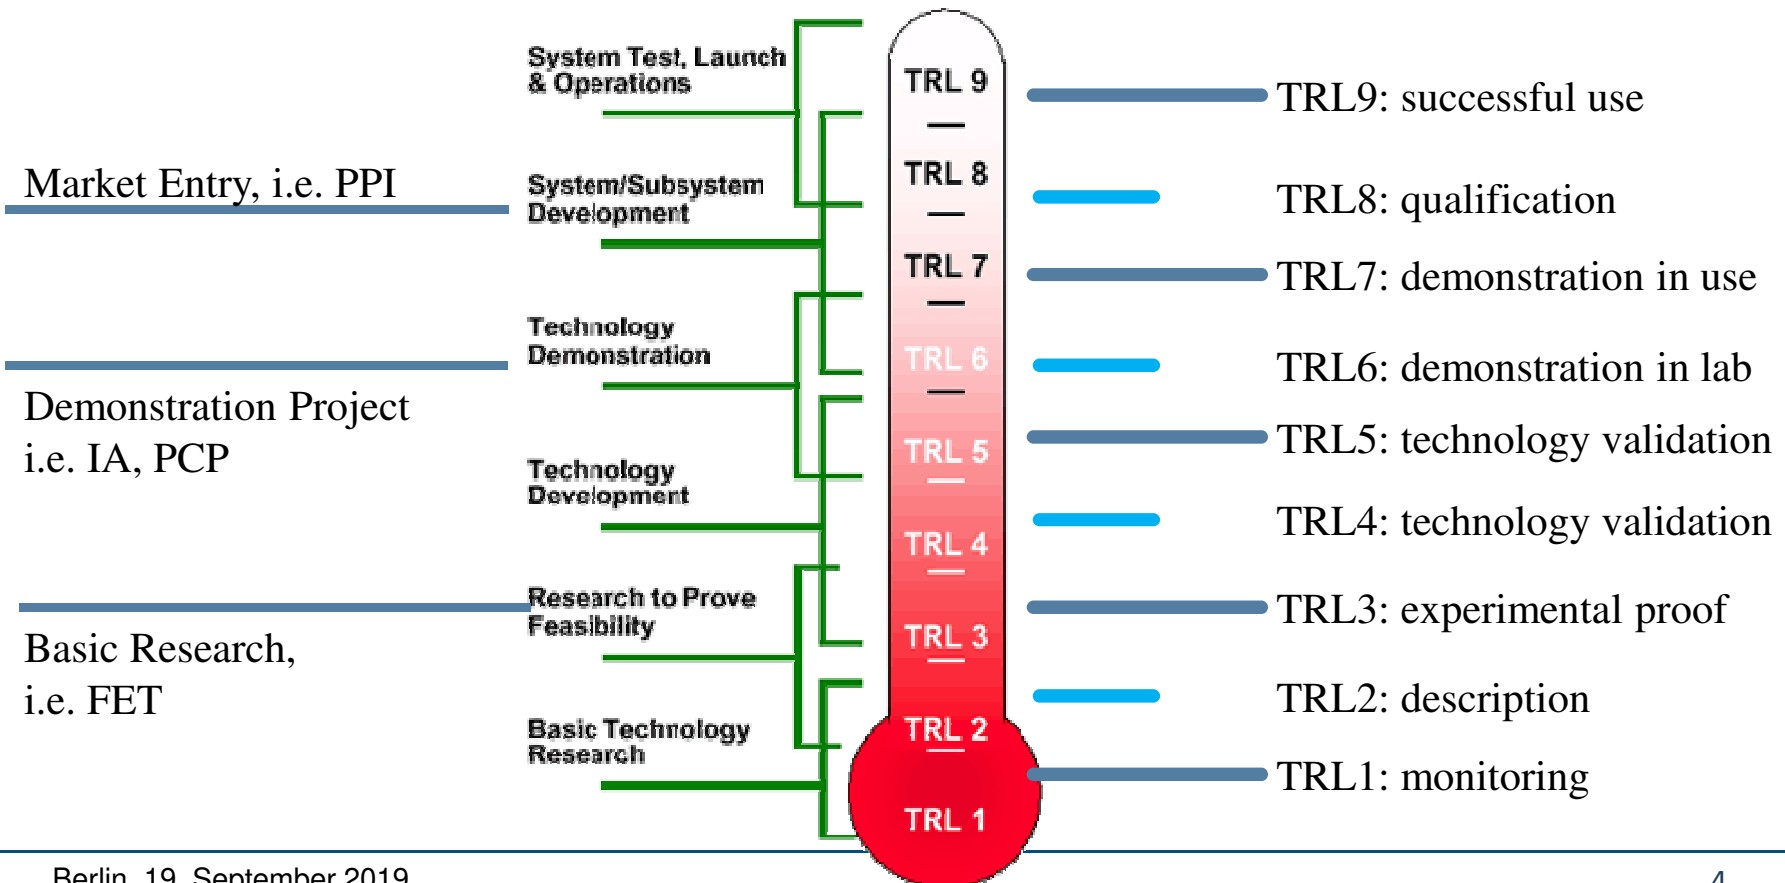 Market Entry, i.e. PPI
Demonstration Project
i.e. IA, PCP
Basic Research,
i.e. FET
System Test, Launch
& Operations
System/Subsystem
Development
Technology
Demonstration
Technology
Development
Research to Prove
Feasibility
Basic Technology
Research
TRL 9
TRL 8
TRL 7
TRL 6
TRL 5
TRL 4
TRL 3
TRL 2
TRL 1
TRL9: successful use
TRL8: qualification
TRL7: demonstration in use
TRL6: demonstration in lab
TRL5: technology validation
TRL4: technology validation
TRL3: experimental proof
TRL2: description
TRL1: monitoring
Berlin, 19. September 2019
4